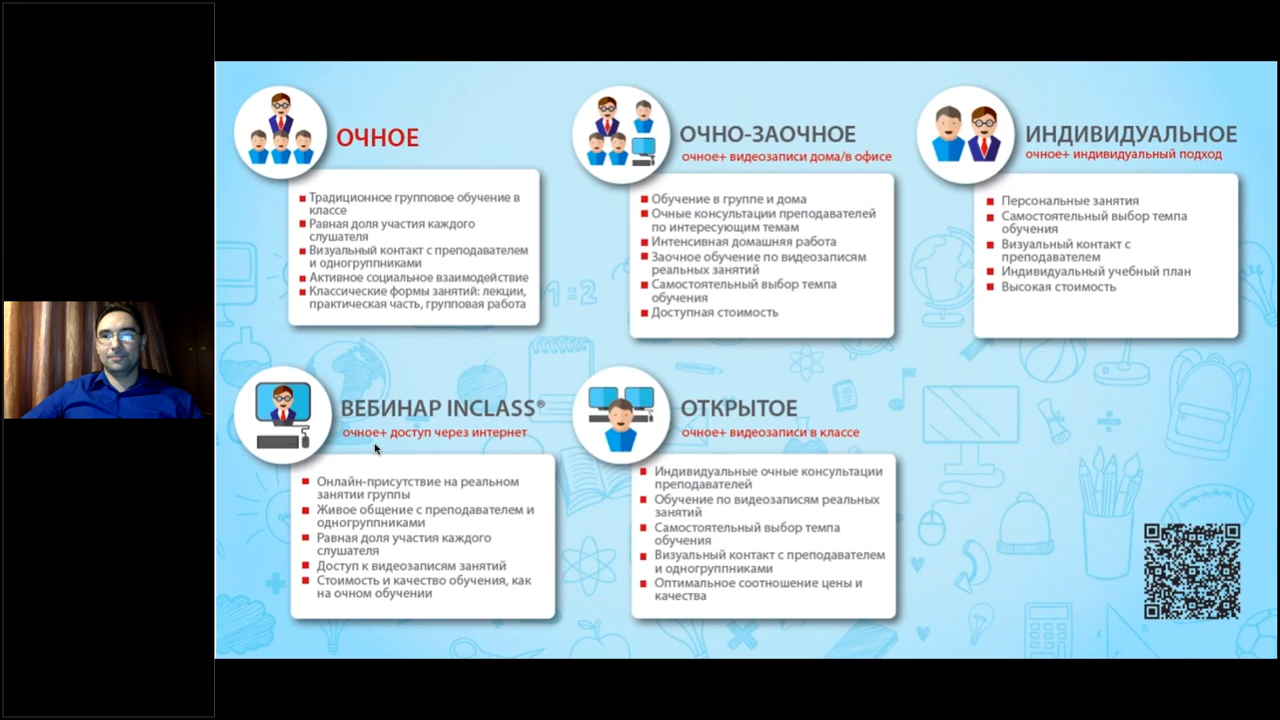 ОЧНОЕ
Традиционное групповое обучение в
классе
Равная доля участия каждого
слушателя
Визуальный контакт с преподавателем
и одногруппниками
Активное социальное взаимодействие
Классические формы занятий: лекции,
практическая часть, групповая работа
ОЧНО-ЗАОЧНОЕ
очное+ видеозаписи дома/в офисе
Обучение в группе и дома
Очные консультации преподавателей
по интересующим темам
Интенсивная домашняя работа
Заочное обучение по видеозаписям
реальных занятий
Самостоятельный выбор темпа
обучения
Доступная стоимость
ИНДИВИДУАЛЬНОЕ
очное+ индивидуальный подход
Персональные занятия
Самостоятельный выбор темпа
обучения
Визуальный контакт с
преподавателем
Индивидуальный учебный план
Высокая стоимость
ВЕБИНАР INCLASS®
очное+ доступ через интернет
Онлайн-присутствие на реальном
занятии группы
Живое общение с преподавателем и
одногруппниками
Равная доля участия каждого
слушателя
Доступ к видеозаписям занятий
Стоимость и качество обучения, как
на очном обучении
ОТКРЫТОЕ
очное+ видеозаписи в классе
Индивидуальные очные консультации
преподавателей
Обучение по видеозаписям реальных
занятий
Самостоятельный выбор темпа
обучения
Визуальный контакт с преподавателем
и одногруппниками
Оптимальное соотношение цены и
качества